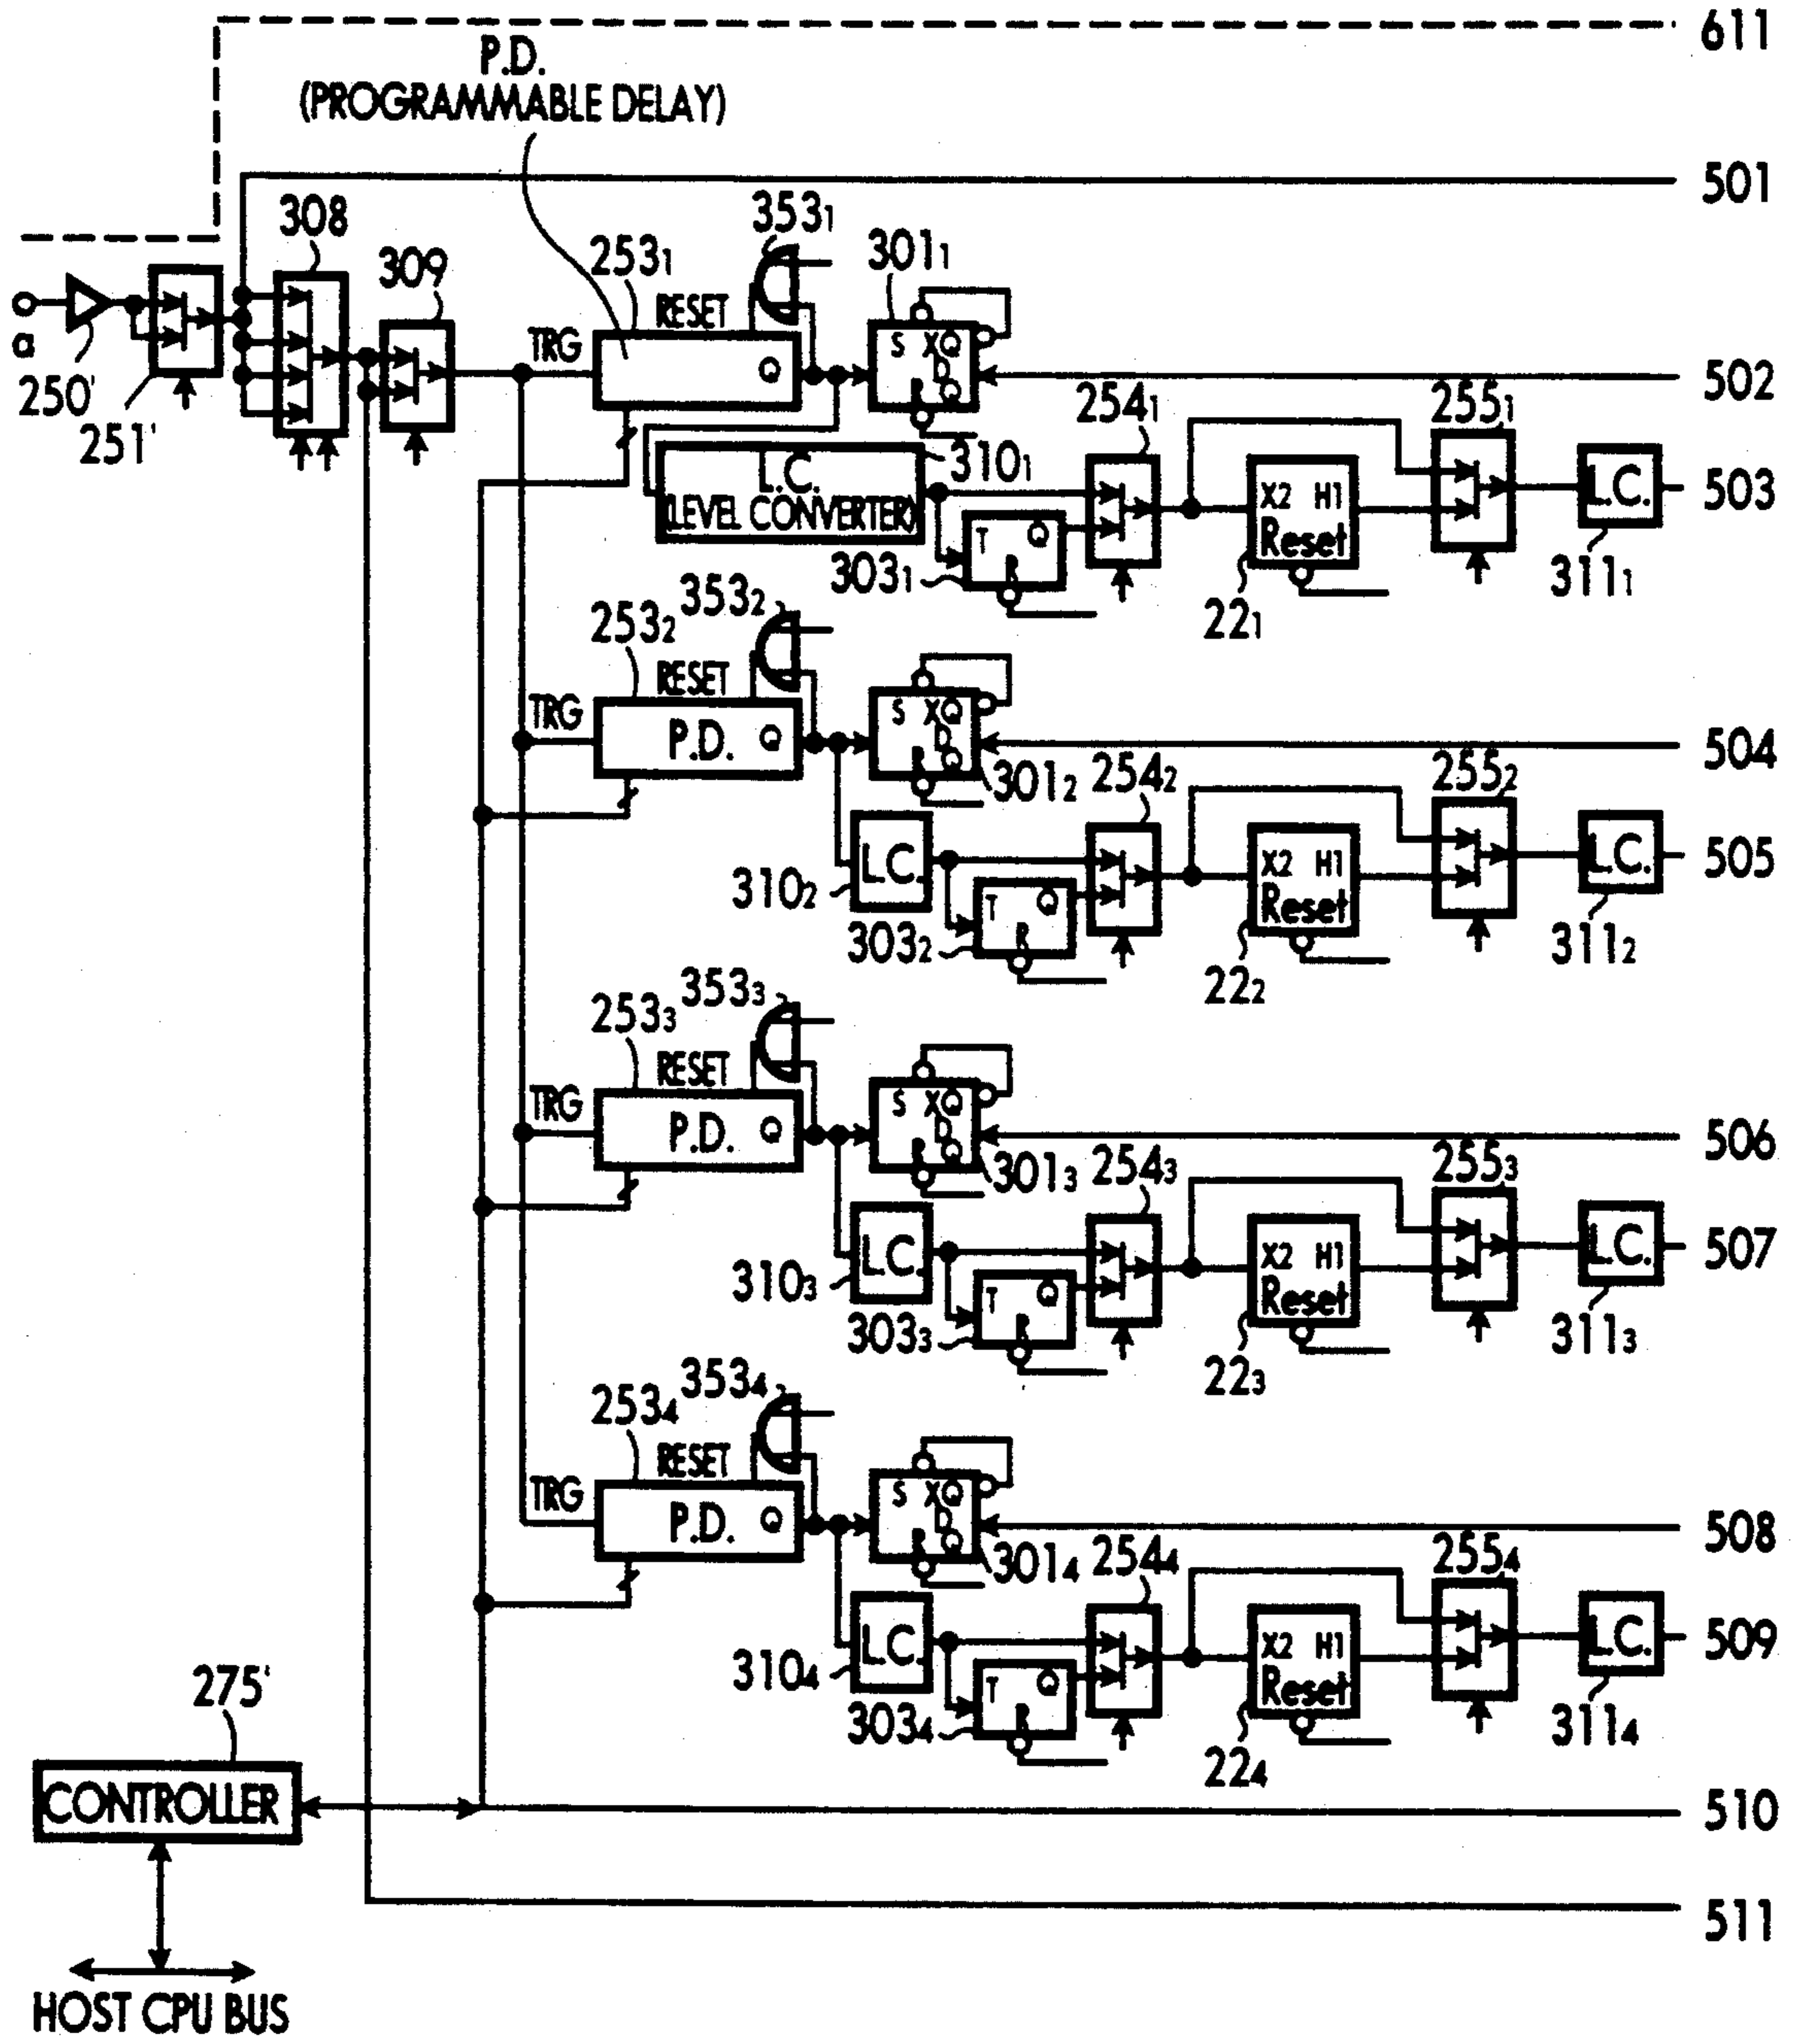 611
P.D.
(PROGRAMMABLE DELAY)
501
308
309
253₁
353₁
301₁
RESET
TRG
Q
S XQ
D
R Q
502
a
250'
251'
254₁
255₁
L.C.
(LEVEL CONVERTER)
310₁
T Q
R
303₁
X2 H1
Reset
22₁
L.C.
311₁
503
253₂
353₂
RESET
TRG
P.D. Q
S XQ
D
R Q
301₂
504
254₂
255₂
L.C.
310₂
T Q
R
303₂
X2 H1
Reset
22₂
L.C.
311₂
505
253₃
353₃
RESET
TRG
P.D. Q
S XQ
D
R Q
301₃
506
254₃
255₃
L.C.
310₃
T Q
R
303₃
X2 H1
Reset
22₃
L.C.
311₃
507
253₄
353₄
RESET
TRG
P.D. Q
S XQ
D
R Q
301₄
508
254₄
255₄
L.C.
310₄
T Q
R
303₄
X2 H1
Reset
22₄
L.C.
311₄
509
275'
CONTROLLER
510
511
HOST CPU BUS